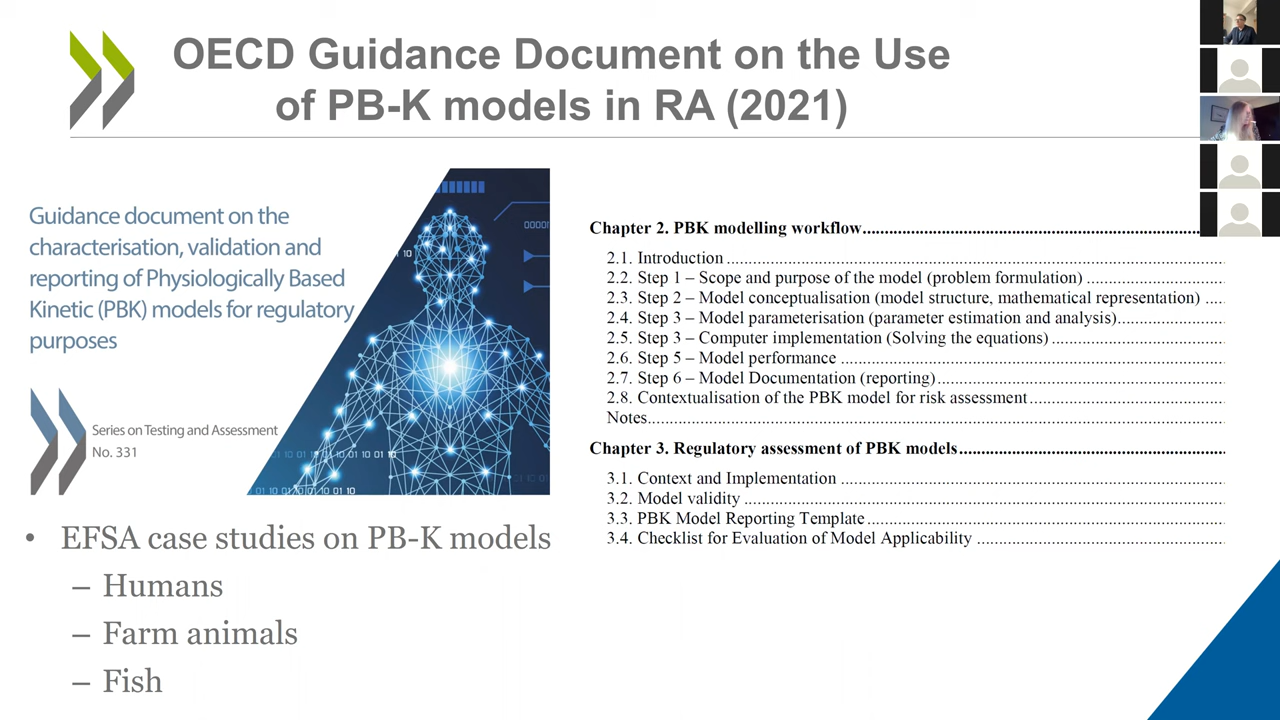 OECD Guidance Document on the Use
of PB-K models in RA (2021)
Guidance document on the
characterisation, validation and
reporting of Physiologically Based
Kinetic (PBK) models for regulatory
purposes
Series on Testing and Assessment
No. 331
• EFSA case studies on PB-K models
– Humans
– Farm animals
– Fish
Chapter 2. PBK modelling workflow
2.1. Introduction
2.2. Step 1 – Scope and purpose of the model (problem formulation)
2.3. Step 2 – Model conceptualisation (model structure, mathematical representation)
2.4. Step 3 – Model parameterisation (parameter estimation and analysis)
2.5. Step 3 – Computer implementation (Solving the equations)
2.6. Step 5 – Model performance
2.7. Step 6 – Model Documentation (reporting)
2.8. Contextualisation of the PBK model for risk assessment
Notes
Chapter 3. Regulatory assessment of PBK models
3.1. Context and Implementation
3.2. Model validity
3.3. PBK Model Reporting Template
3.4. Checklist for Evaluation of Model Applicability